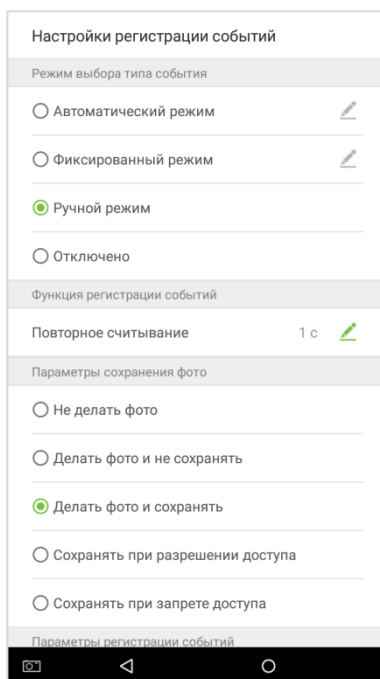 Настройки регистрации событий
Режим выбора типа события
Автоматический режим
Фиксированный режим
Ручной режим
Отключено
Функция регистрации событий
Повторное считывание 1 с
Параметры сохранения фото
Не делать фото
Делать фото и не сохранять
Делать фото и сохранять
Сохранять при разрешении доступа
Сохранять при запрете доступа
Параметры регистрации событий